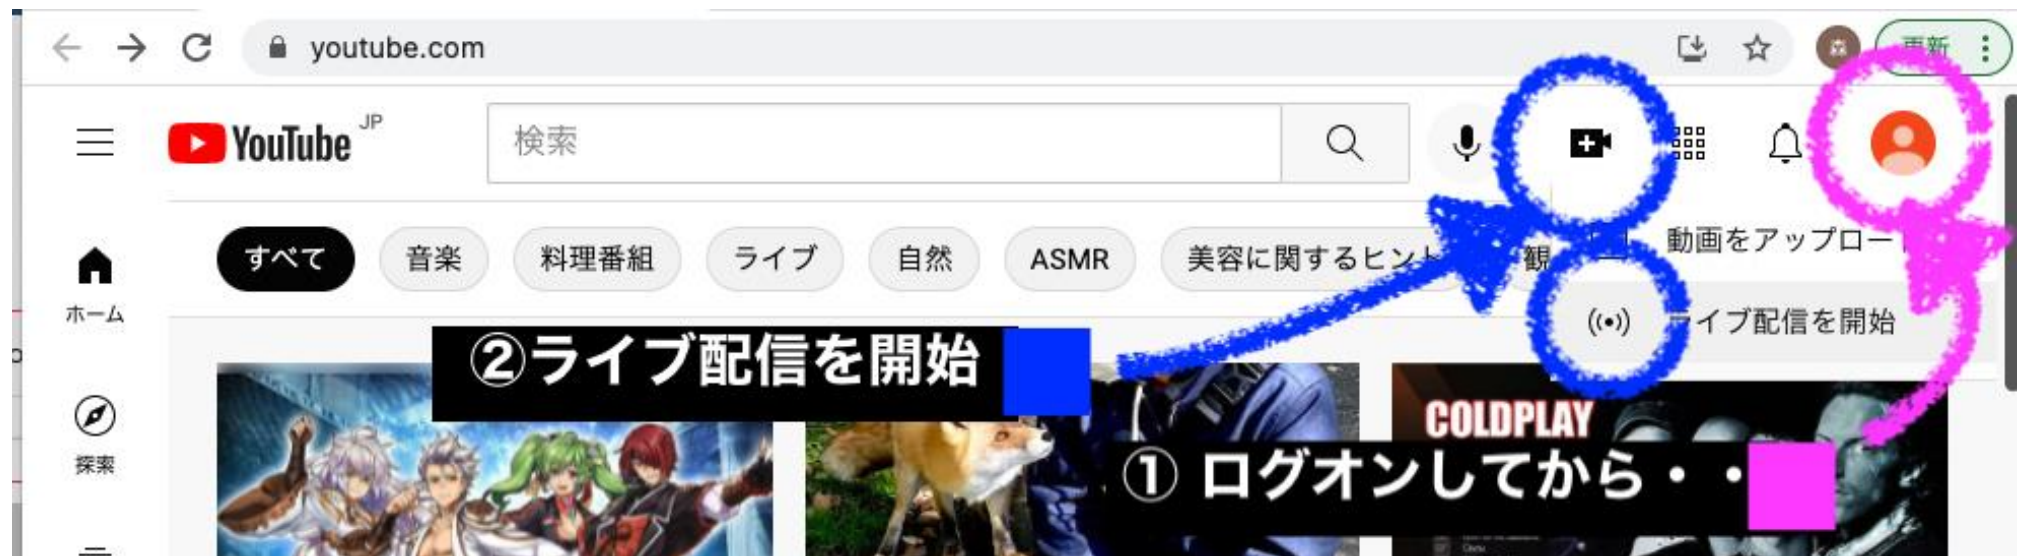 youtube.com
更新
YouTube JP
検索
動画をアップロー
すべて 音楽 料理番組 ライブ 自然 ASMR 美容に関するヒント 観
ホーム
ライブ配信を開始
②ライブ配信を開始
探索
COLDPLAY
① ログオンしてから・・